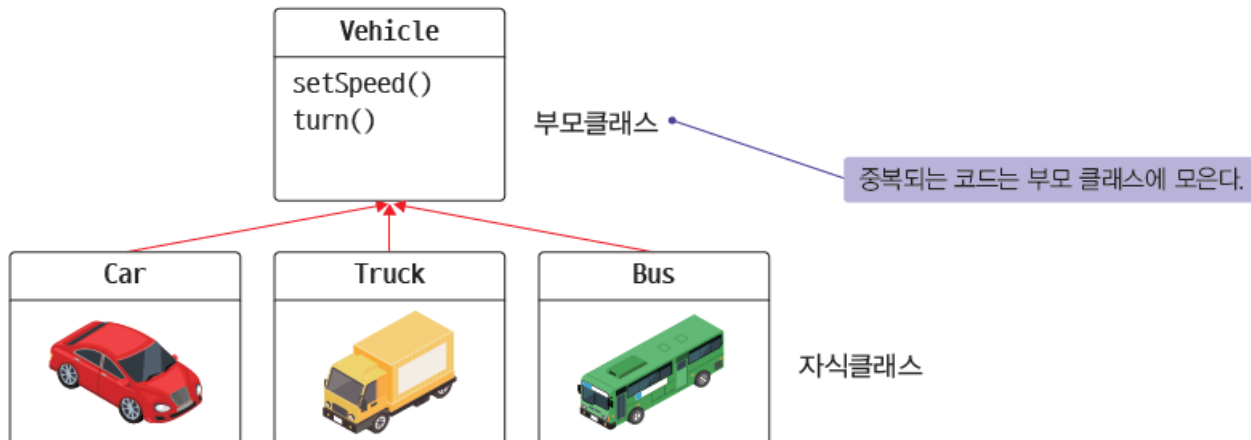 Vehicle
setSpeed()
turn()
부모클래스
중복되는 코드는 부모 클래스에 모은다.
Car
Truck
Bus
자식클래스